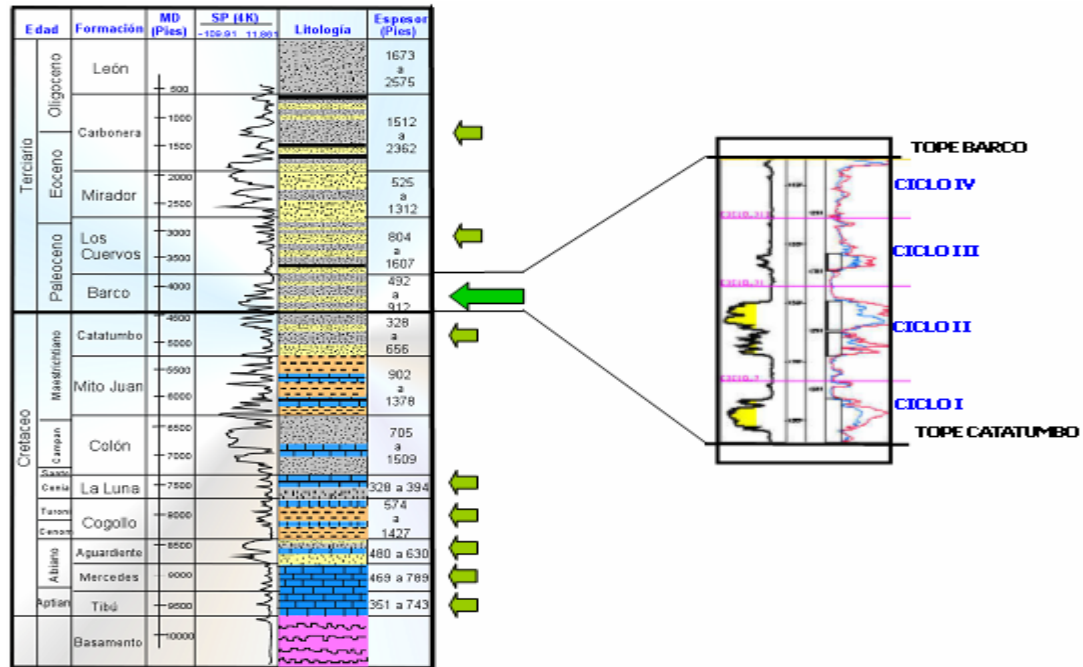 Edad Formación MD (Pies) SP (4K) Litología Espesor (Pies)
-109.91 11.861
Terciario
Oligoceno
Eoceno
Paleoceno
Cretaceo
Maestrichtiano
Campan
Santo
Conia
Turoni
Cenom
Abiano
Aptian
León
Carbonera
Mirador
Los Cuervos
Barco
Catatumbo
Mito Juan
Colón
La Luna
Cogollo
Aguardiente
Mercedes
Tibú
Basamento
500
1000
1500
2000
2500
3000
3500
4000
4500
5000
5500
6000
6500
7000
7500
8000
8500
9000
9500
10000
1673 a 2575
1512 a 2362
525 a 1312
804 a 1607
492 a 912
328 a 656
902 a 1378
705 a 1509
328 a 394
574 a 1427
480 a 630
469 a 789
351 a 743
TOPE BARCO
CICLO IV
CICLO III
CICLO II
CICLO I
TOPE CATATUMBO